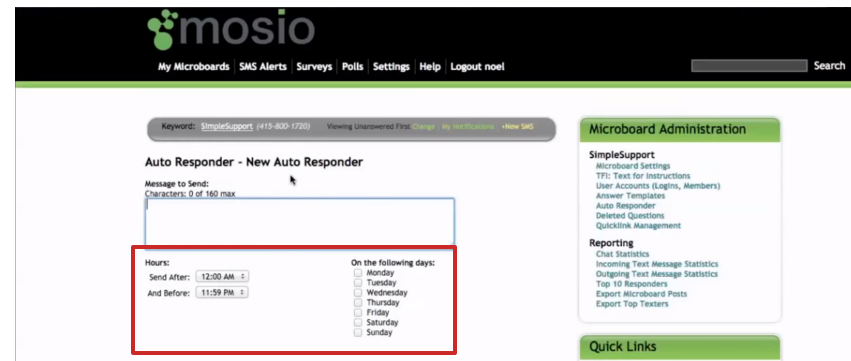 mosio
My Microboards SMS Alerts Surveys Polls Settings Help Logout noel
Search
Keyword: SimpleSupport (415-800-1720) Viewing Unanswered First Change My Notifications +New SMS
Auto Responder - New Auto Responder
Message to Send:
Characters: 0 of 160 max
Hours:
Send After: 12:00 AM
And Before: 11:59 PM
On the following days:
Monday
Tuesday
Wednesday
Thursday
Friday
Saturday
Sunday
Microboard Administration
SimpleSupport
Microboard Settings
TFI: Text for Instructions
User Accounts (Logins, Members)
Answer Templates
Auto Responder
Deleted Questions
Quicklink Management
Reporting
Chat Statistics
Incoming Text Message Statistics
Outgoing Text Message Statistics
Top 10 Responders
Export Microboard Posts
Export Top Texters
Quick Links